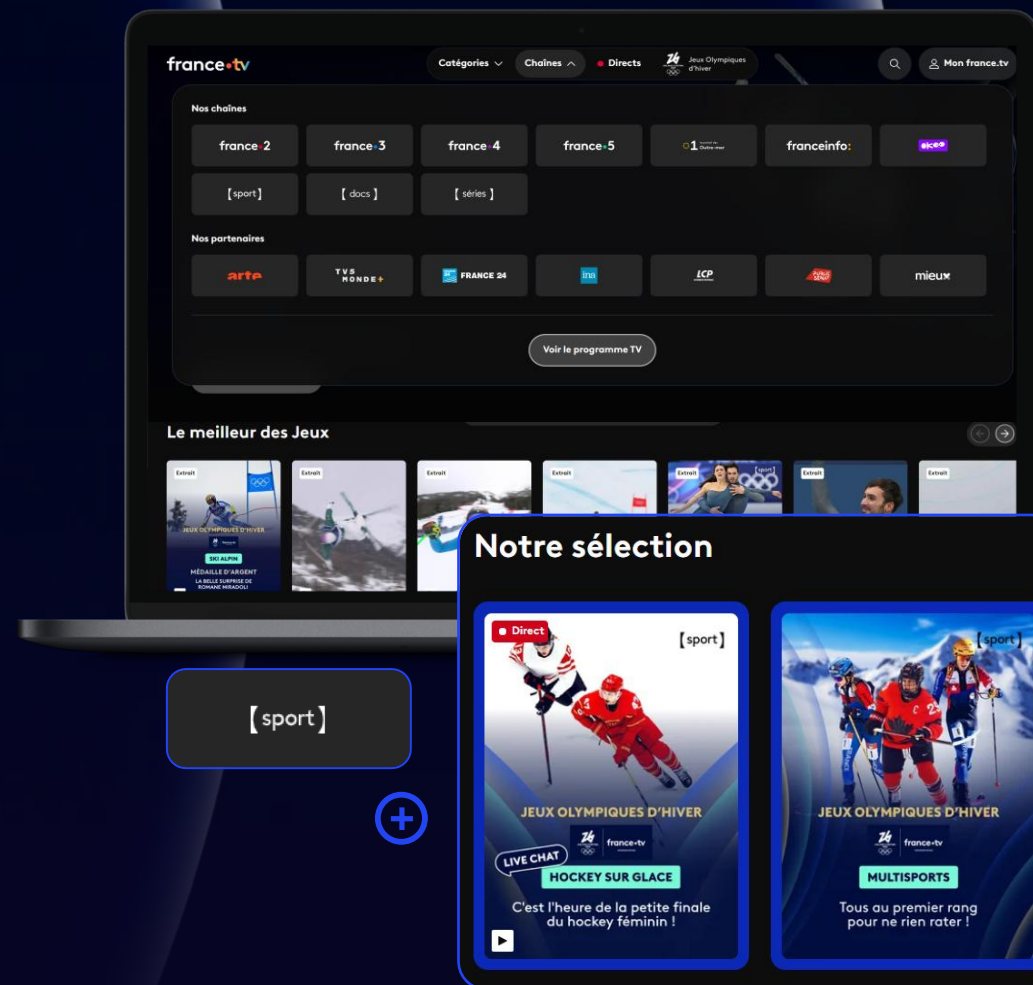 france•tv
Catégories
Chaînes
Directs
Jeux Olympiques
d'hiver
Mon france.tv
Nos chaînes
france•2
france•3
france•4
france•5
1
franceinfo:
okoo
[sport]
[docs]
[séries]
Nos partenaires
arte
TV5
MONDE+
FRANCE 24
ina
LCP
PUBLIC
SÉNAT
mieux
Voir le programme TV
Le meilleur des Jeux
Extrait
Extrait
Extrait
Extrait
Extrait
[sport]
Extrait
Extrait
JEUX OLYMPIQUES D'HIVER
SKI ALPIN
MÉDAILLE D'ARGENT
LA BELLE SURPRISE DE
ROMANE MIRADOLI
Notre sélection
Direct
[sport]
JEUX OLYMPIQUES D'HIVER
france•tv
LIVE CHAT
HOCKEY SUR GLACE
C'est l'heure de la petite finale
du hockey féminin !
[sport]
JEUX OLYMPIQUES D'HIVER
france•tv
MULTISPORTS
Tous au premier rang
pour ne rien rater !
[sport]